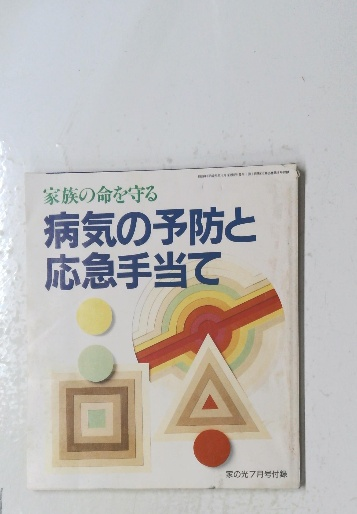 家族の命を守る
病気の予防と
応急手当て
家の光7月号付録